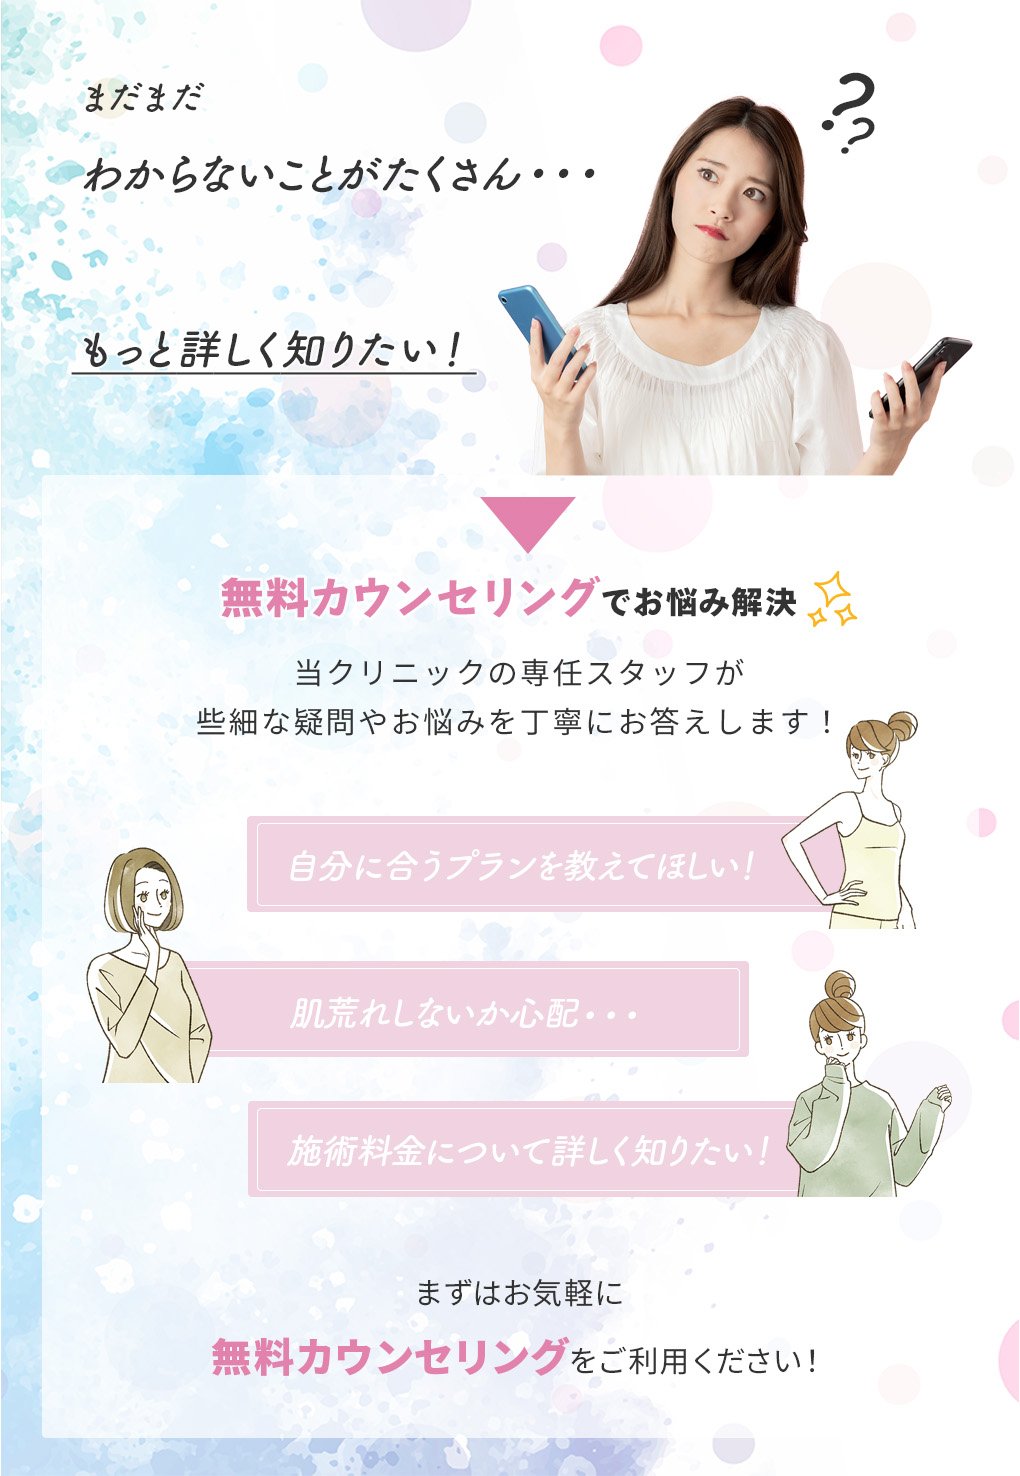 まだまだ
わからないことがたくさん・・・
??
もっと詳しく知りたい！
無料カウンセリングでお悩み解決
当クリニックの専任スタッフが
些細な疑問やお悩みを丁寧にお答えします！
自分に合うプランを教えてほしい！
肌荒れしないか心配・・・
施術料金について詳しく知りたい！
まずはお気軽に
無料カウンセリングをご利用ください！